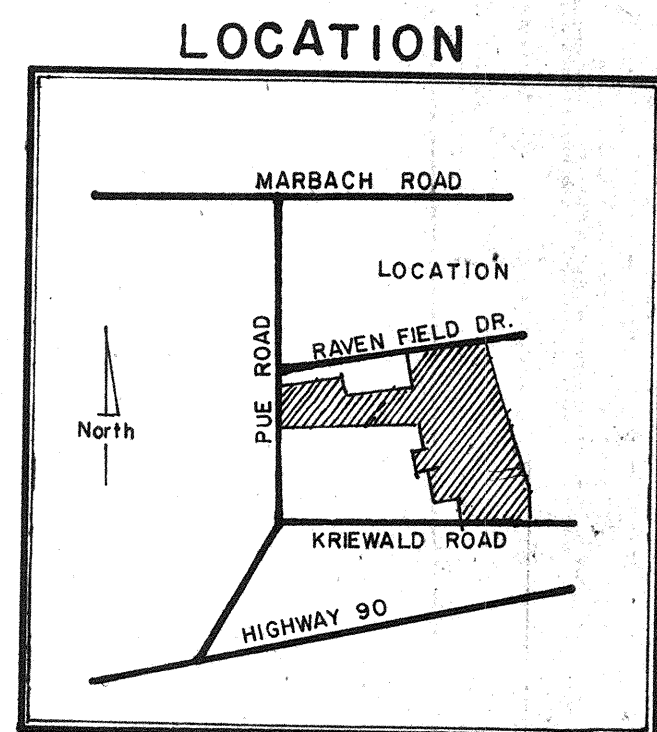 LOCATION
MARBACH ROAD
LOCATION
RAVEN FIELD DR.
PUE ROAD
North
KRIEWALD ROAD
HIGHWAY 90